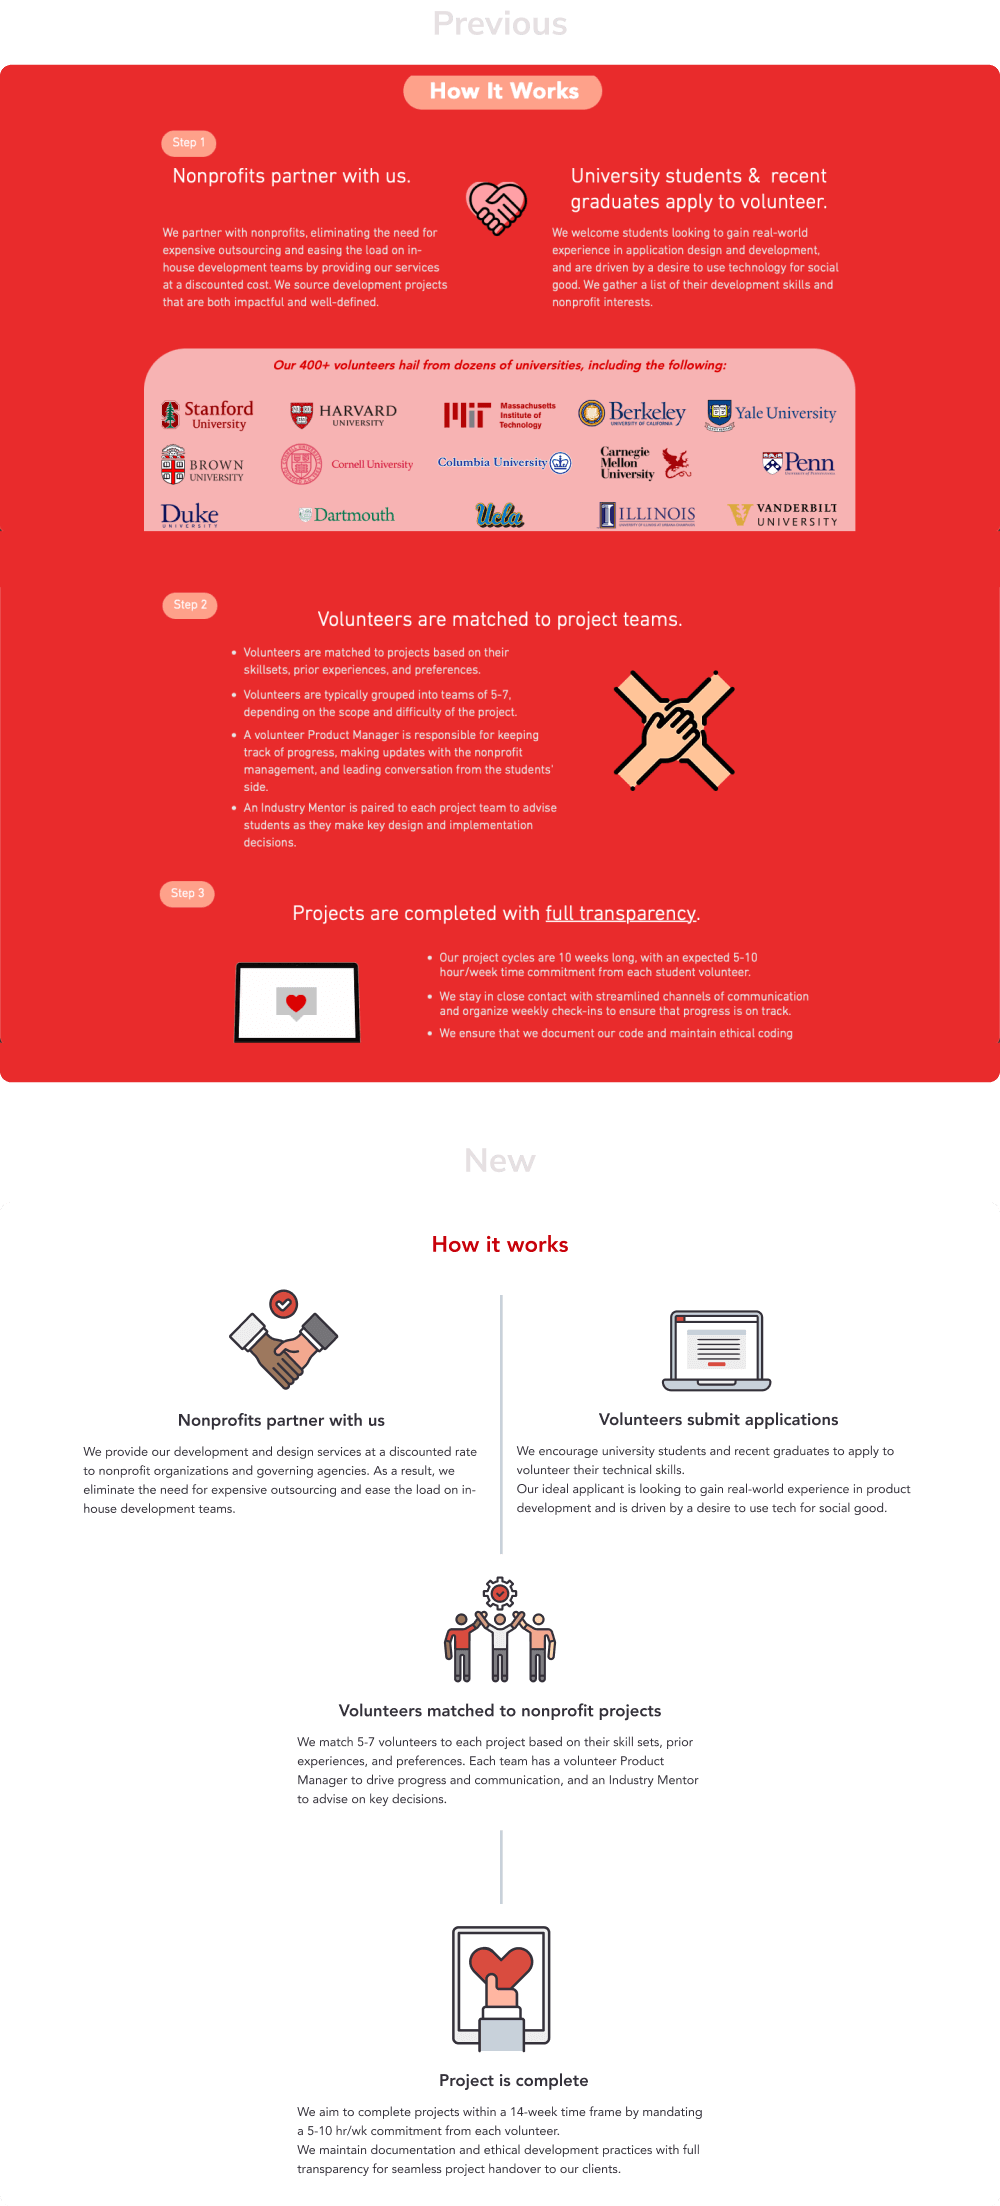 Previous
How It Works
Step 1
Nonprofits partner with us.
We partner with nonprofits, eliminating the need for
expensive outsourcing and easing the load on in-
house development teams by providing our services
at a discounted cost. We source development projects
that are both impactful and well-defined.
University students & recent
graduates apply to volunteer.
We welcome students looking to gain real-world
experience in application design and development,
and are driven by a desire to use technology for social
good. We gather a list of their development skills and
nonprofit interests.
Our 400+ volunteers hail from dozens of universities, including the following:
Stanford
University
HARVARD
UNIVERSITY
MIT
Massachusetts
Institute of
Technology
Berkeley
UNIVERSITY OF CALIFORNIA
Yale University
BROWN
UNIVERSITY
Cornell University
Columbia University
Carnegie
Mellon
University
Penn
Duke
UNIVERSITY
Dartmouth
Ucla
ILLINOIS
VANDERBILT
UNIVERSITY
Step 2
Volunteers are matched to project teams.
• Volunteers are matched to projects based on their
skillsets, prior experiences, and preferences.
• Volunteers are typically grouped into teams of 5-7,
depending on the scope and difficulty of the project.
• A volunteer Product Manager is responsible for keeping
track of progress, making updates with the nonprofit
management, and leading conversation from the students'
side.
• An Industry Mentor is paired to each project team to advise
students as they make key design and implementation
decisions.
Step 3
Projects are completed with full transparency.
• Our project cycles are 10 weeks long, with an expected 5-10
hour/week time commitment from each student volunteer.
• We stay in close contact with streamlined channels of communication
and organize weekly check-ins to ensure that progress is on track.
• We ensure that we document our code and maintain ethical coding
New
How it works
Nonprofits partner with us
We provide our development and design services at a discounted rate
to nonprofit organizations and governing agencies. As a result, we
eliminate the need for expensive outsourcing and ease the load on in-
house development teams.
Volunteers submit applications
We encourage university students and recent graduates to apply to
volunteer their technical skills.
Our ideal applicant is looking to gain real-world experience in product
development and is driven by a desire to use tech for social good.
Volunteers matched to nonprofit projects
We match 5-7 volunteers to each project based on their skill sets, prior
experiences, and preferences. Each team has a volunteer Product
Manager to drive progress and communication, and an Industry Mentor
to advise on key decisions.
Project is complete
We aim to complete projects within a 14-week time frame by mandating
a 5-10 hr/wk commitment from each volunteer.
We maintain documentation and ethical development practices with full
transparency for seamless project handover to our clients.